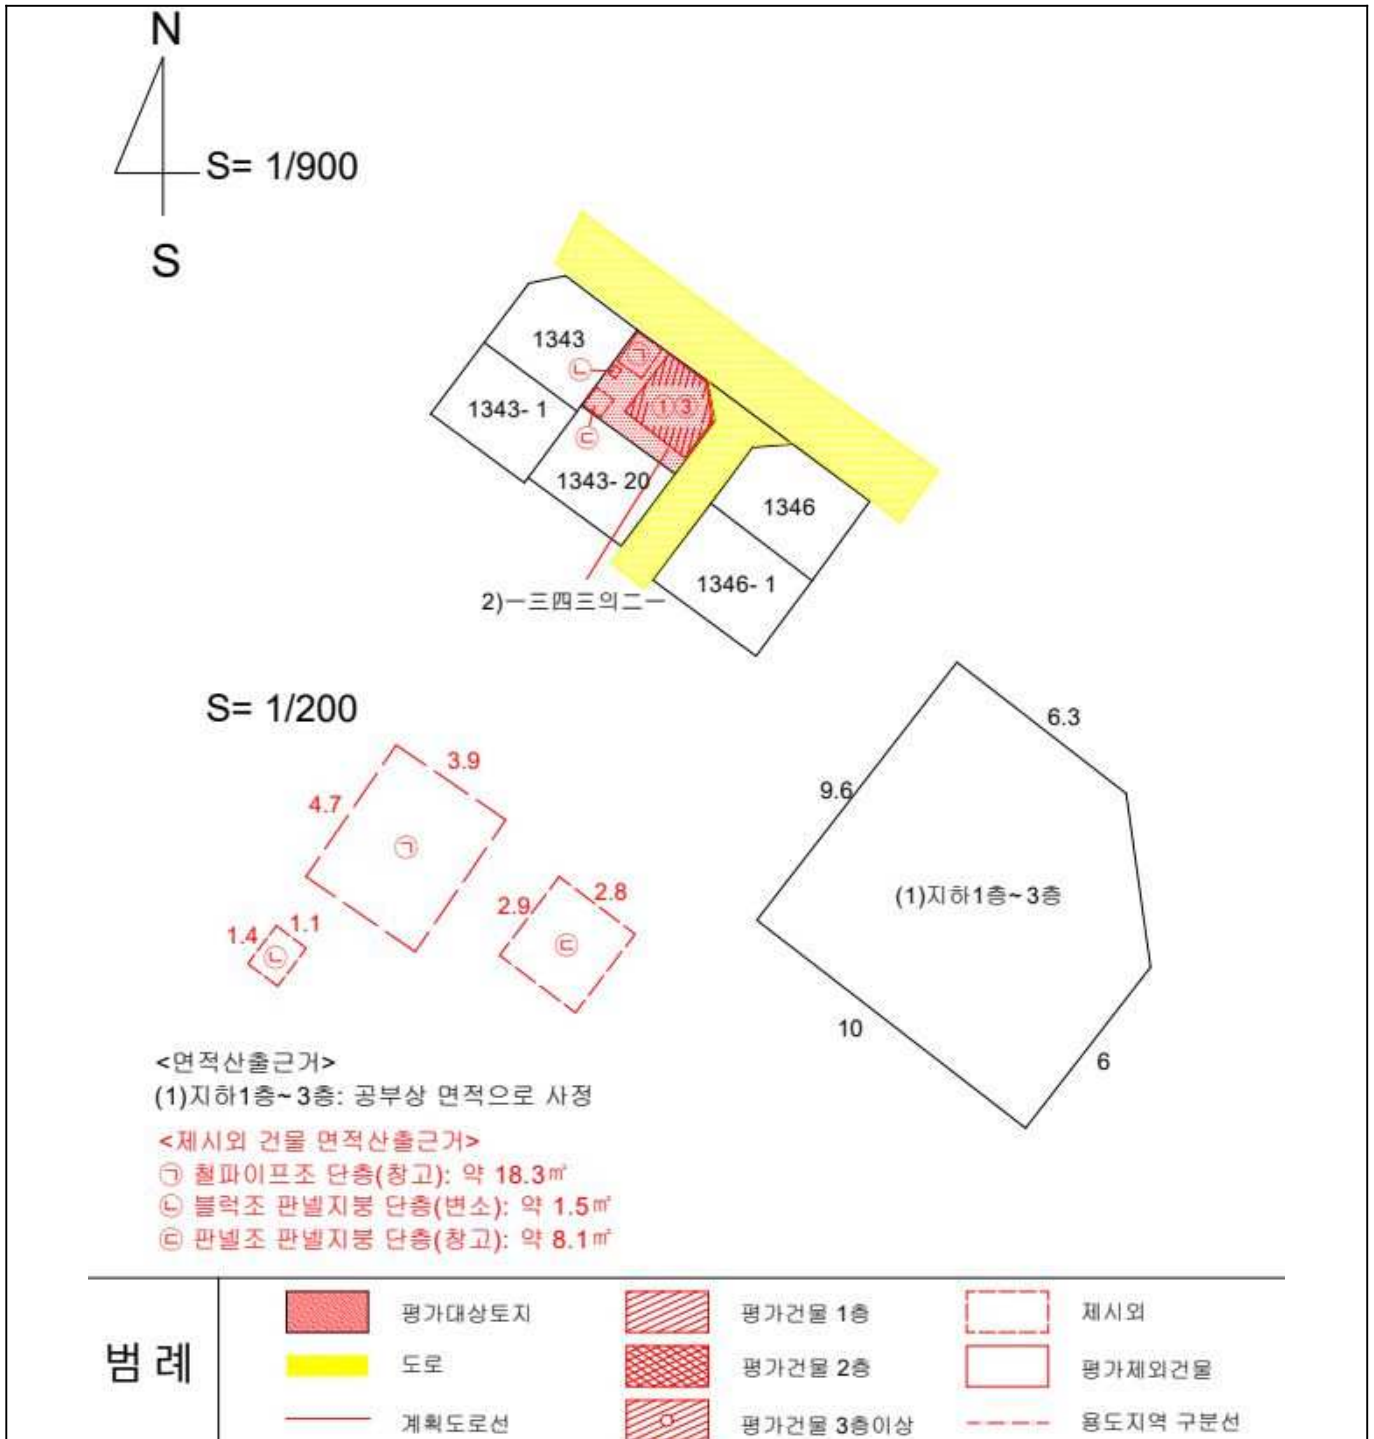 N
S= 1/900
S
1343
㉠
㉡
①③
1343- 1
㉢
1343- 20
1346
1346- 1
2)一三四三의二一
S= 1/200
6.3
3.9
9.6
4.7
㉠
(1)지하1층~3층
2.8
2.9
1.1
1.4
㉡
㉢
10
6
<면적산출근거>
(1)지하1층~3층: 공부상 면적으로 사정
<제시외 건물 면적산출근거>
㉠ 철파이프조 단층(창고): 약 18.3㎡
㉡ 블럭조 판넬지붕 단층(변소): 약 1.5㎡
㉢ 판넬조 판넬지붕 단층(창고): 약 8.1㎡
범 례
평가대상토지
평가건물 1층
제시외
도로
평가건물 2층
평가제외건물
계획도로선
평가건물 3층이상
용도지역 구분선